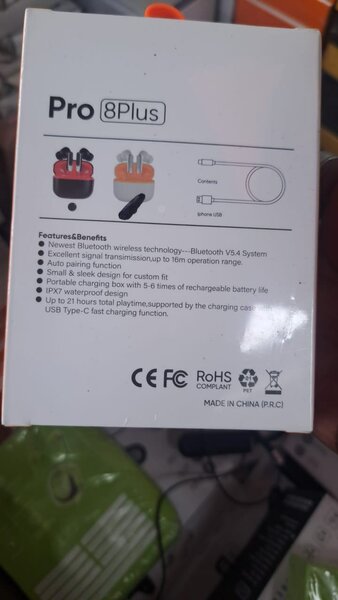 Pro 8Plus
Contents
Iphone USB
Features&Benefits
Newest Bluetooth wireless technology---Bluetooth V5.4 System
Excellent signal transimission,up to 16m operation range.
Auto pairing function
Small & sleek design for custom fit
Portable charging box with 5-6 times of rechargeable battery life
IPX7 waterproof design
Up to 21 hours total playtime,supported by the charging case
USB Type-C fast charging function.
CE FC RoHS
COMPLIANT
PET
MADE IN CHINA (P.R.C)